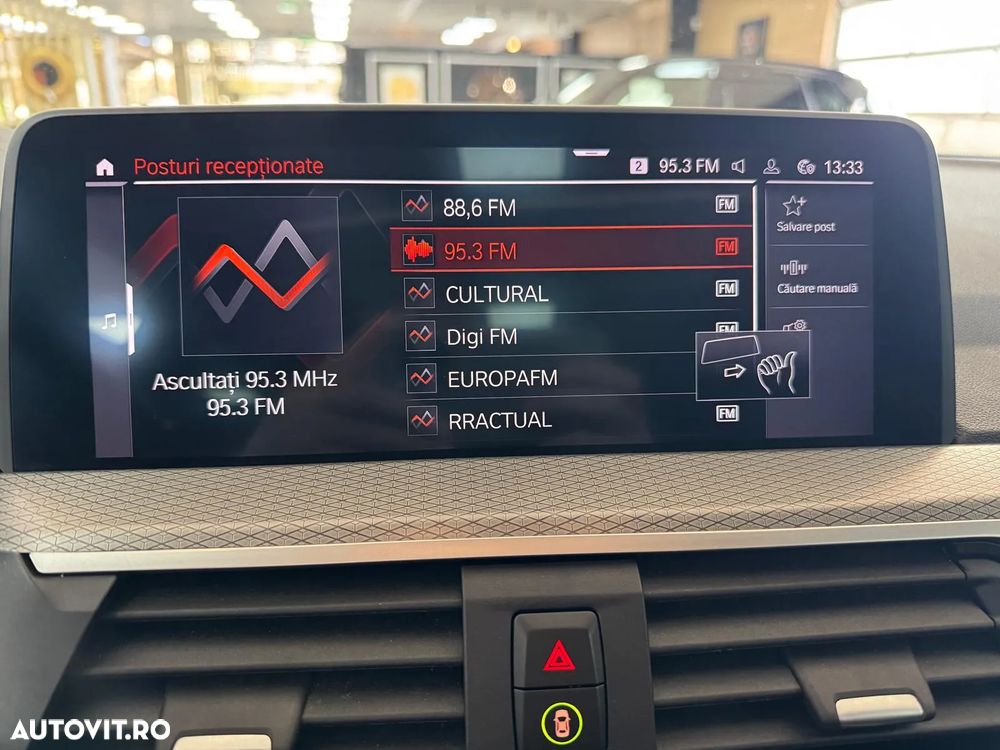 Posturi recepționate
2 95.3 FM 13:33
88,6 FM FM
95.3 FM FM
CULTURAL FM
Digi FM FM
EUROPAFM
RRACTUAL FM
Ascultați 95.3 MHz
95.3 FM
Salvare post
Căutare manuală
AUTOVIT.RO